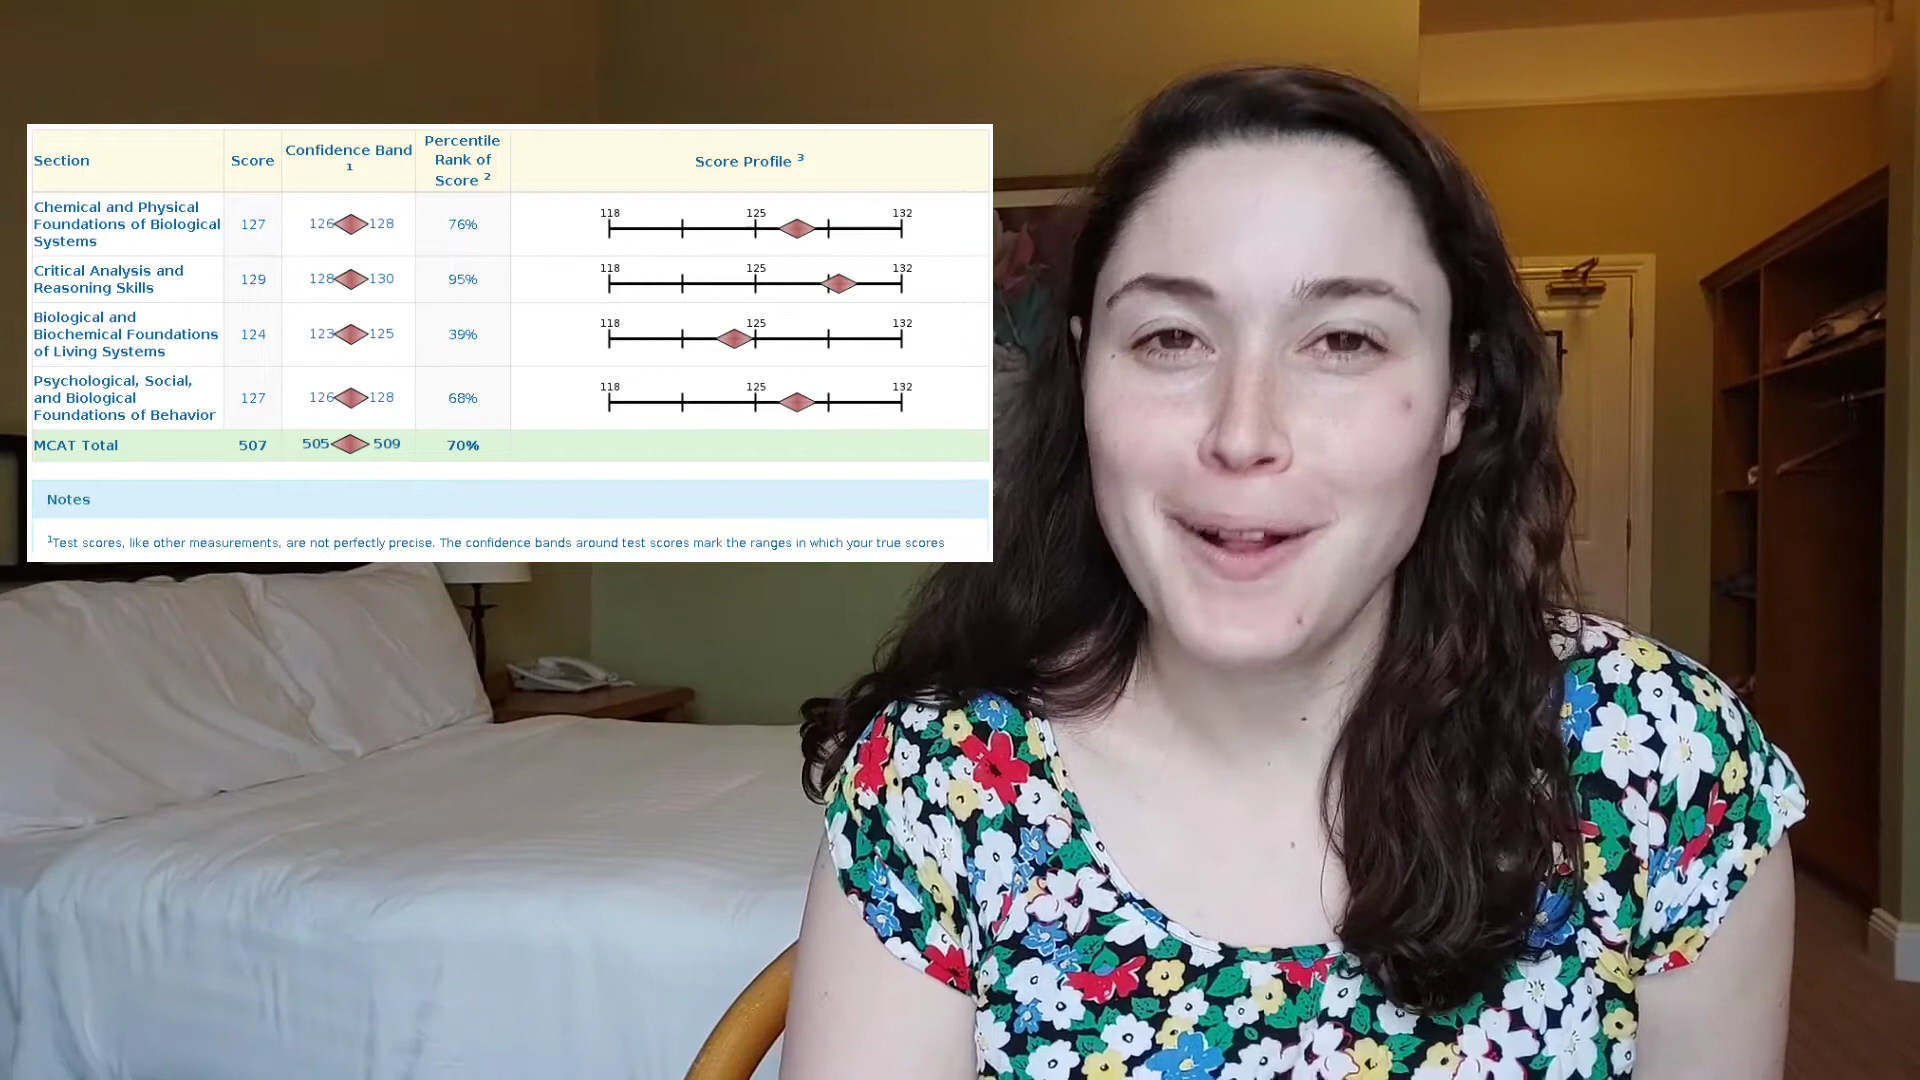 Section Score Confidence Band 1 Percentile Rank of Score 2 Score Profile 3
Chemical and Physical
Foundations of Biological
Systems
127 126 128 76% 118 125 132
Critical Analysis and
Reasoning Skills
129 128 130 95% 118 125 132
Biological and
Biochemical Foundations
of Living Systems
124 123 125 39% 118 125 132
Psychological, Social,
and Biological
Foundations of Behavior
127 126 128 68% 118 125 132
MCAT Total 507 505 509 70%
Notes
1Test scores, like other measurements, are not perfectly precise. The confidence bands around test scores mark the ranges in which your true scores